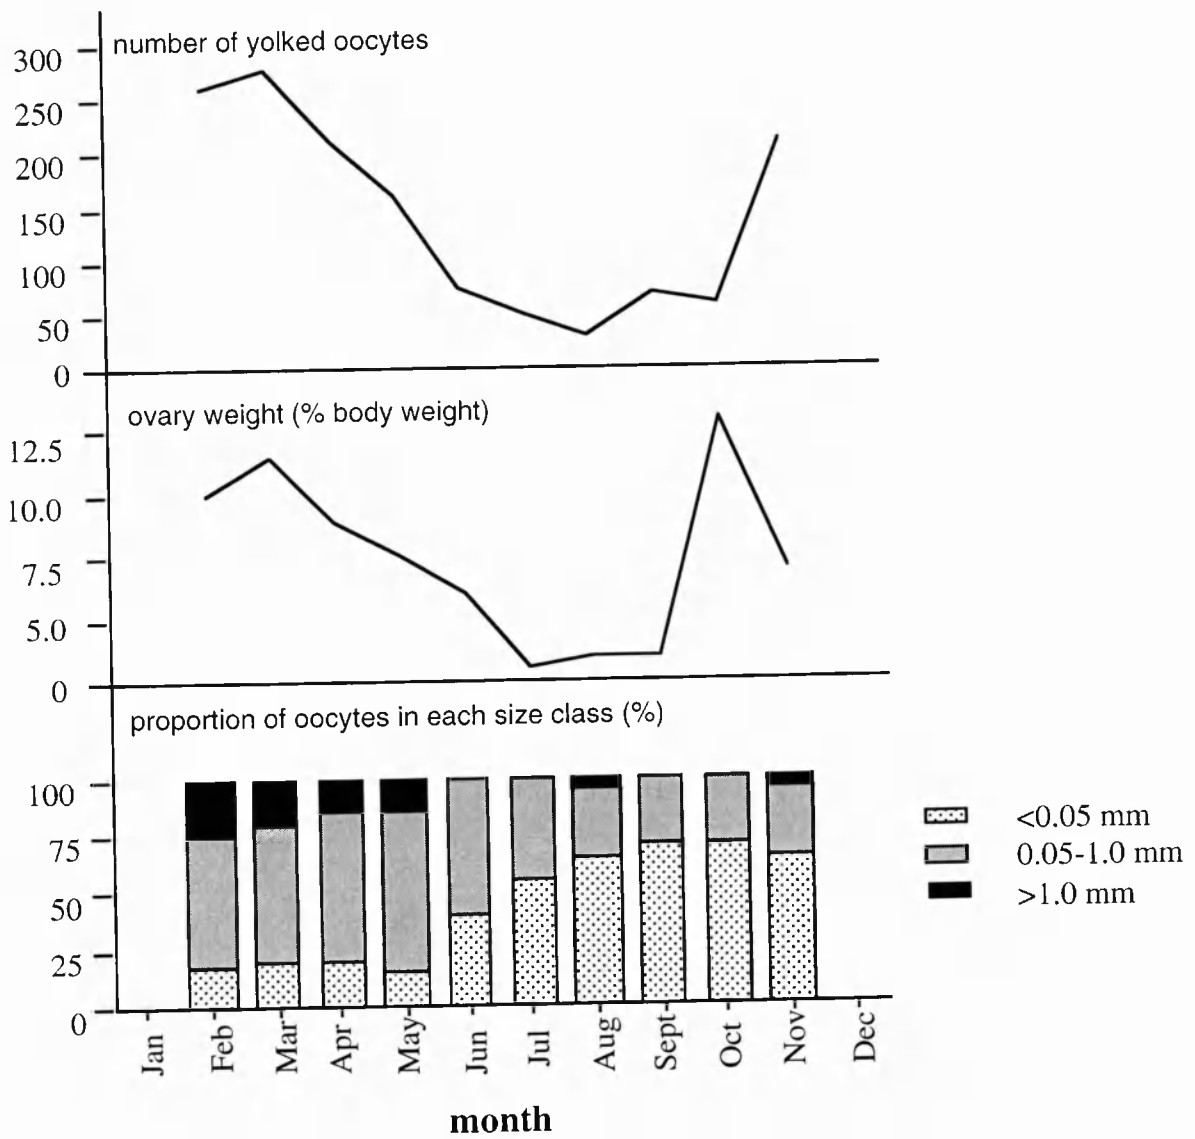 number of yolked oocytes
300
250
200
150
100
50
0
ovary weight (% body weight)
12.5
10.0
7.5
5.0
0
proportion of oocytes in each size class (%)
100
75
50
25
0
Jan Feb Mar Apr May Jun Jul Aug Sept Oct Nov Dec
month
<0.05 mm
0.05-1.0 mm
>1.0 mm